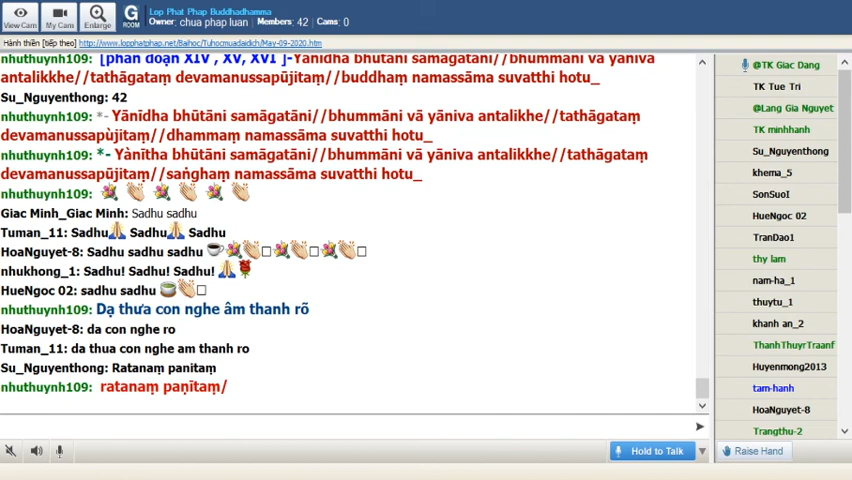 Lop Phat Phap Buddhadhamma
Owner: chua phap luan Members: 42 Cams: 0
View Cam
My Cam
Enlarge
G
ROOM
Hành thiền [tiếp theo] http://www.lopphatphap.net/Baihoc/Tuhocmuadaidich/May-09-2020.htm
nhuthuynh109: [phân đoạn XIV , XV, XVI ]-Yānīdha bhūtāni samāgatāni//bhummāni vā yāniva
antalikkhe//tathāgataṃ devamanussapūjitaṃ//buddhaṃ namassāma suvatthi hotu_
Su_Nguyenthong: 42
nhuthuynh109: *- Yānīdha bhūtāni samāgatāni//bhummāni vā yāniva antalikkhe//tathāgataṃ
devamanussapùjitaṃ//dhammaṃ namassāma suvatthi hotu_
nhuthuynh109: *- Yànītha bhūtāni samāgatāni//bhummāni vā yāniva antalikkhe//tathāgataṃ
devamanussapùjitaṃ//saṅghaṃ namassāma suvatthi hotu_
nhuthuynh109: 💐 👏 💐 👏 💐 👏
Giac Minh_Giac Minh: Sadhu sadhu
Tuman_11: Sadhu🙏 Sadhu🙏 Sadhu
HoaNguyet-8: Sadhu sadhu sadhu ☕💐👏□💐👏□💐👏□
nhukhong_1: Sadhu! Sadhu! Sadhu! 🙏🌹
HueNgoc 02: sadhu sadhu 🍵👏□
nhuthuynh109: Dạ thưa con nghe âm thanh rõ
HoaNguyet-8: da con nghe ro
Tuman_11: da thua con nghe am thanh ro
Su_Nguyenthong: Ratanaṃ panitaṃ
nhuthuynh109: ratanaṃ paṇītaṃ/
@TK Giac Dang
TK Tue Tri
@Lang Gia Nguyet
TK minhhanh
Su_Nguyenthong
khema_5
SonSuoI
HueNgoc 02
TranDao1
thy lam
nam-ha_1
thuytu_1
khanh an_2
ThanhThuyrTraanf
Huyenmong2013
tam-hanh
HoaNguyet-8
Trangthu-2
Hold to Talk
Raise Hand